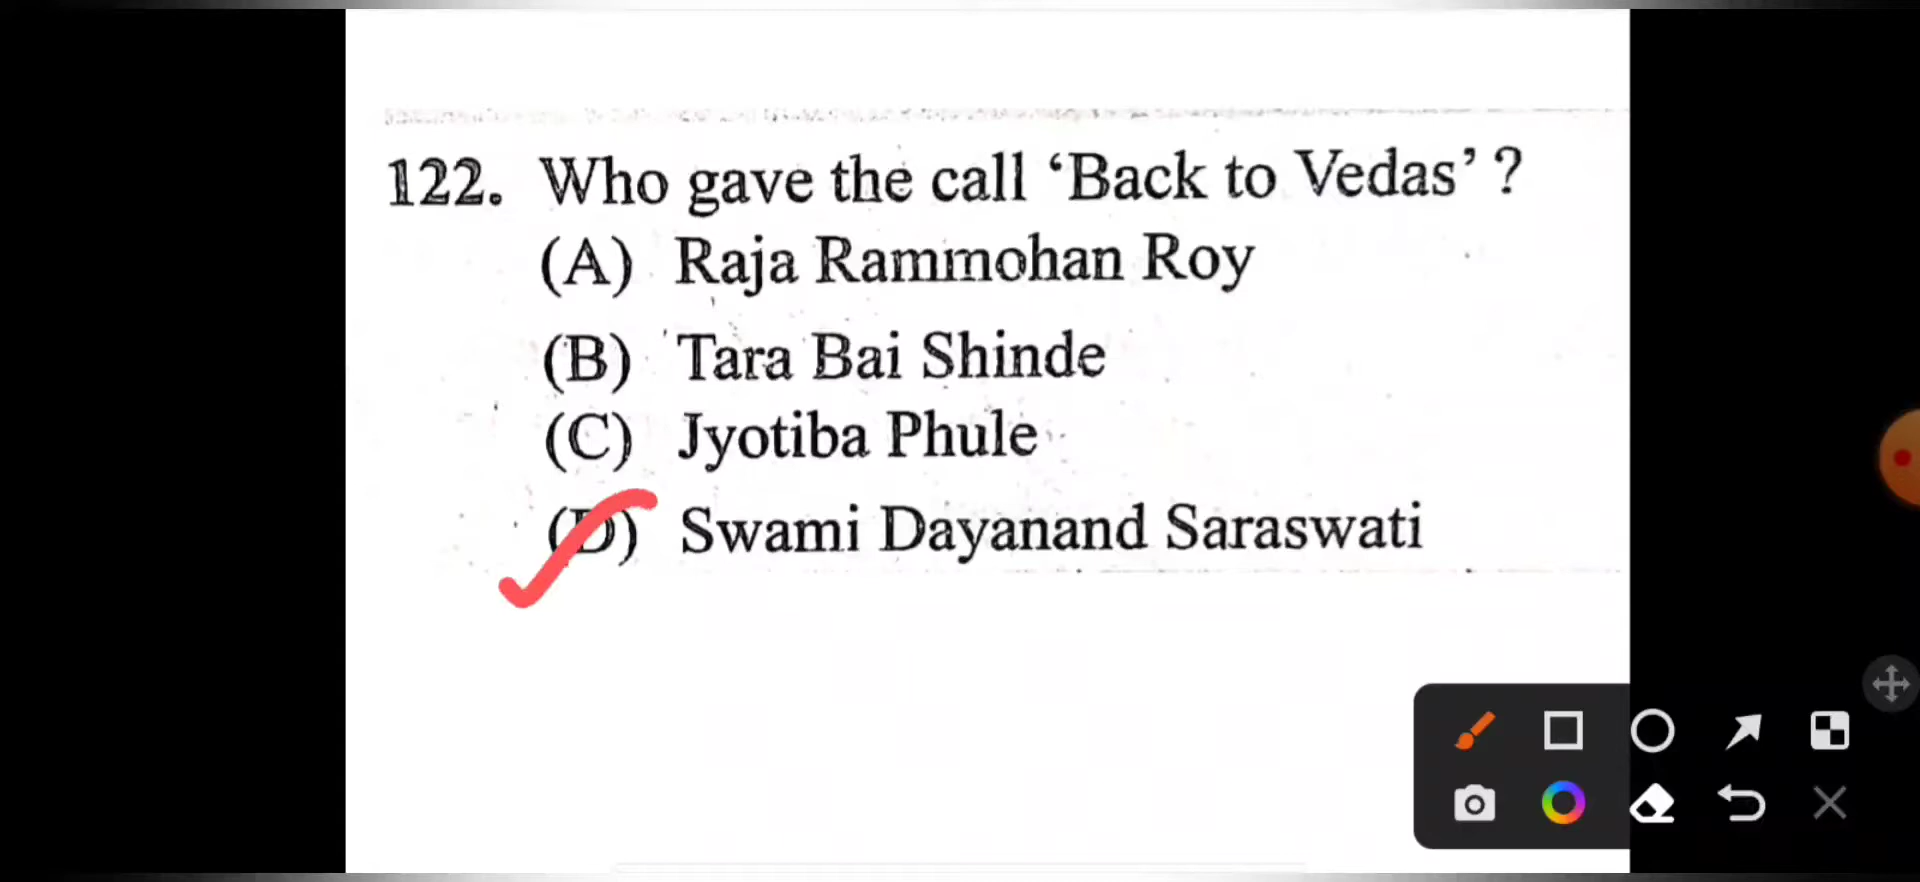 122. Who gave the call ‘Back to Vedas’ ?
(A) Raja Rammohan Roy
(B) Tara Bai Shinde
(C) Jyotiba Phule
(D) Swami Dayanand Saraswati